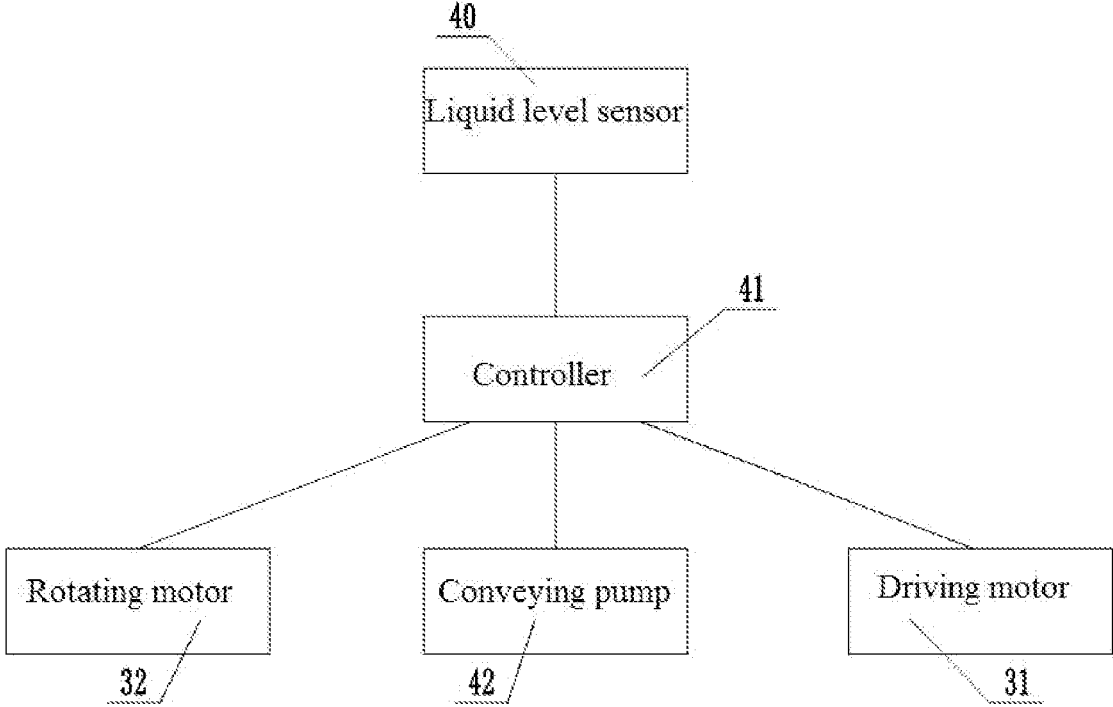 40
Liquid level sensor
41
Controller
Rotating motor
Conveying pump
Driving motor
32
42
31